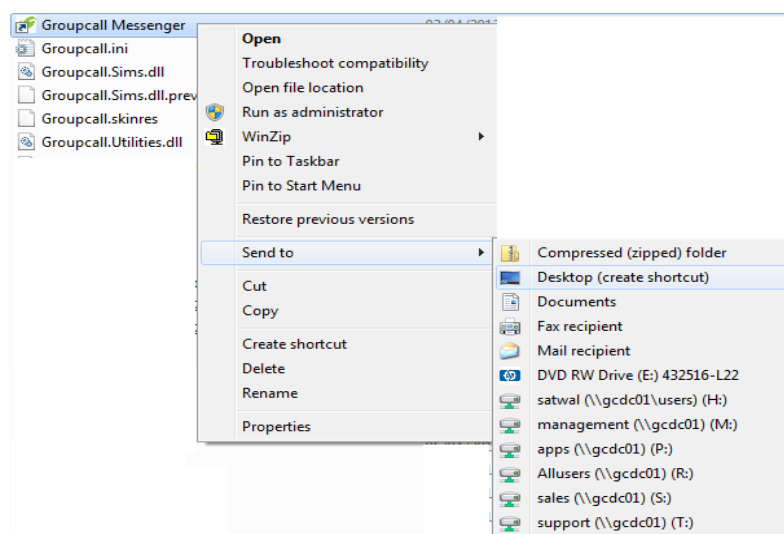 Groupcall Messenger
Groupcall.ini
Groupcall.Sims.dll
Groupcall.Sims.dll.prev
Groupcall.skinres
Groupcall.Utilities.dll
Open
Troubleshoot compatibility
Open file location
Run as administrator
WinZip
Pin to Taskbar
Pin to Start Menu
Restore previous versions
Send to
Cut
Copy
Create shortcut
Delete
Rename
Properties
Compressed (zipped) folder
Desktop (create shortcut)
Documents
Fax recipient
Mail recipient
DVD RW Drive (E:) 432516-L22
satwal (\\gcdc01\users) (H:)
management (\\gcdc01) (M:)
apps (\\gcdc01) (P:)
Allusers (\\gcdc01) (R:)
sales (\\gcdc01) (S:)
support (\\gcdc01) (T:)